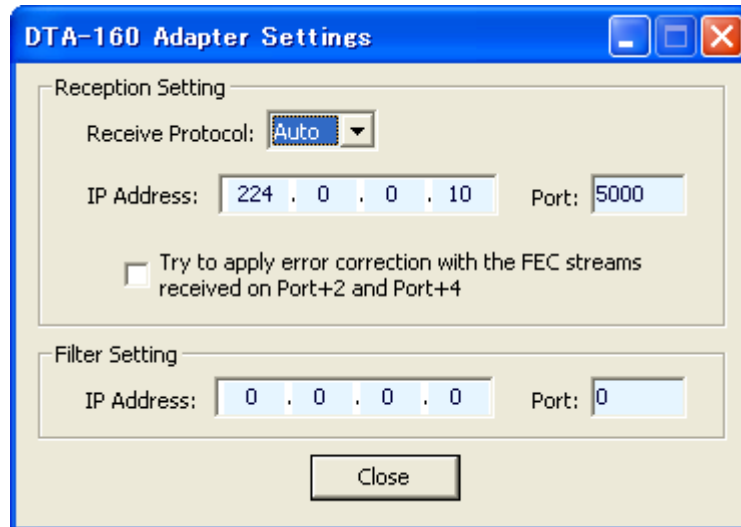 DTA-160 Adapter Settings
Reception Setting
Receive Protocol: Auto
IP Address: 224 . 0 . 0 . 10 Port: 5000
Try to apply error correction with the FEC streams
received on Port+2 and Port+4
Filter Setting
IP Address: 0 . 0 . 0 . 0 Port: 0
Close